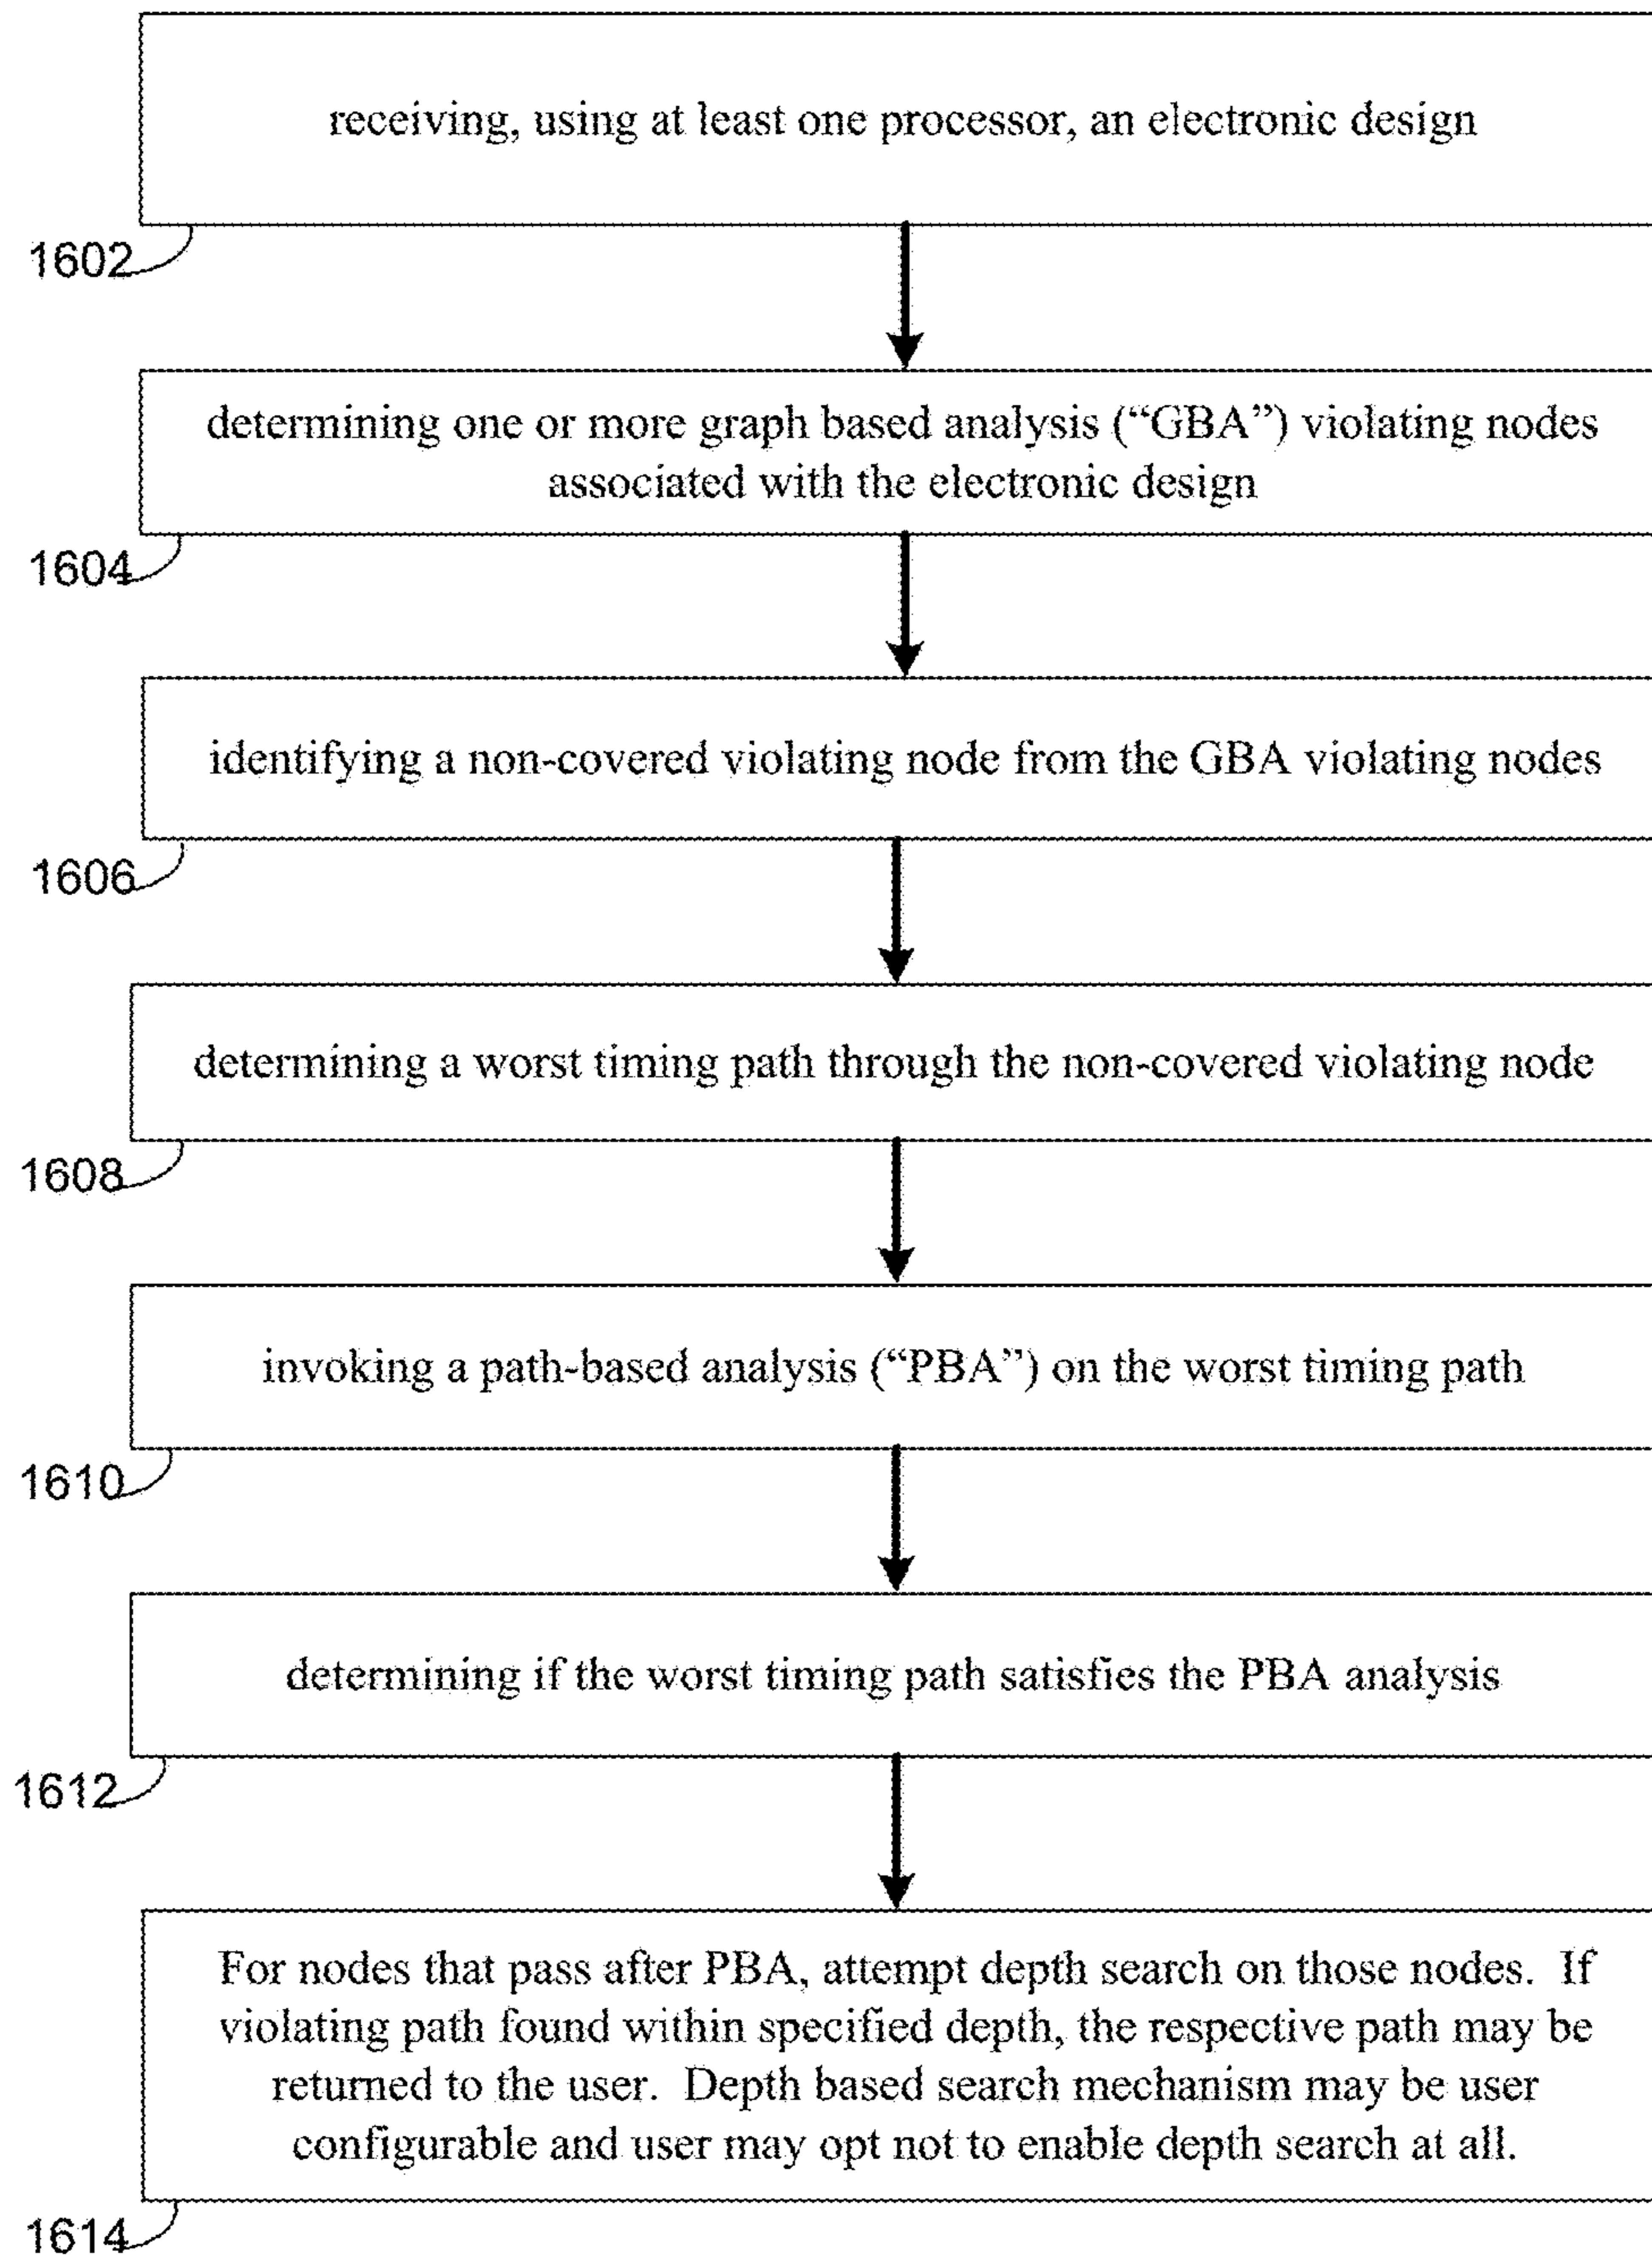 receiving, using at least one processor, an electronic design
1602
determining one or more graph based analysis (“GBA”) violating nodes
associated with the electronic design
1604
identifying a non-covered violating node from the GBA violating nodes
1606
determining a worst timing path through the non-covered violating node
1608
invoking a path-based analysis (“PBA”) on the worst timing path
1610
determining if the worst timing path satisfies the PBA analysis
1612
For nodes that pass after PBA, attempt depth search on those nodes. If
violating path found within specified depth, the respective path may be
returned to the user. Depth based search mechanism may be user
configurable and user may opt not to enable depth search at all.
1614